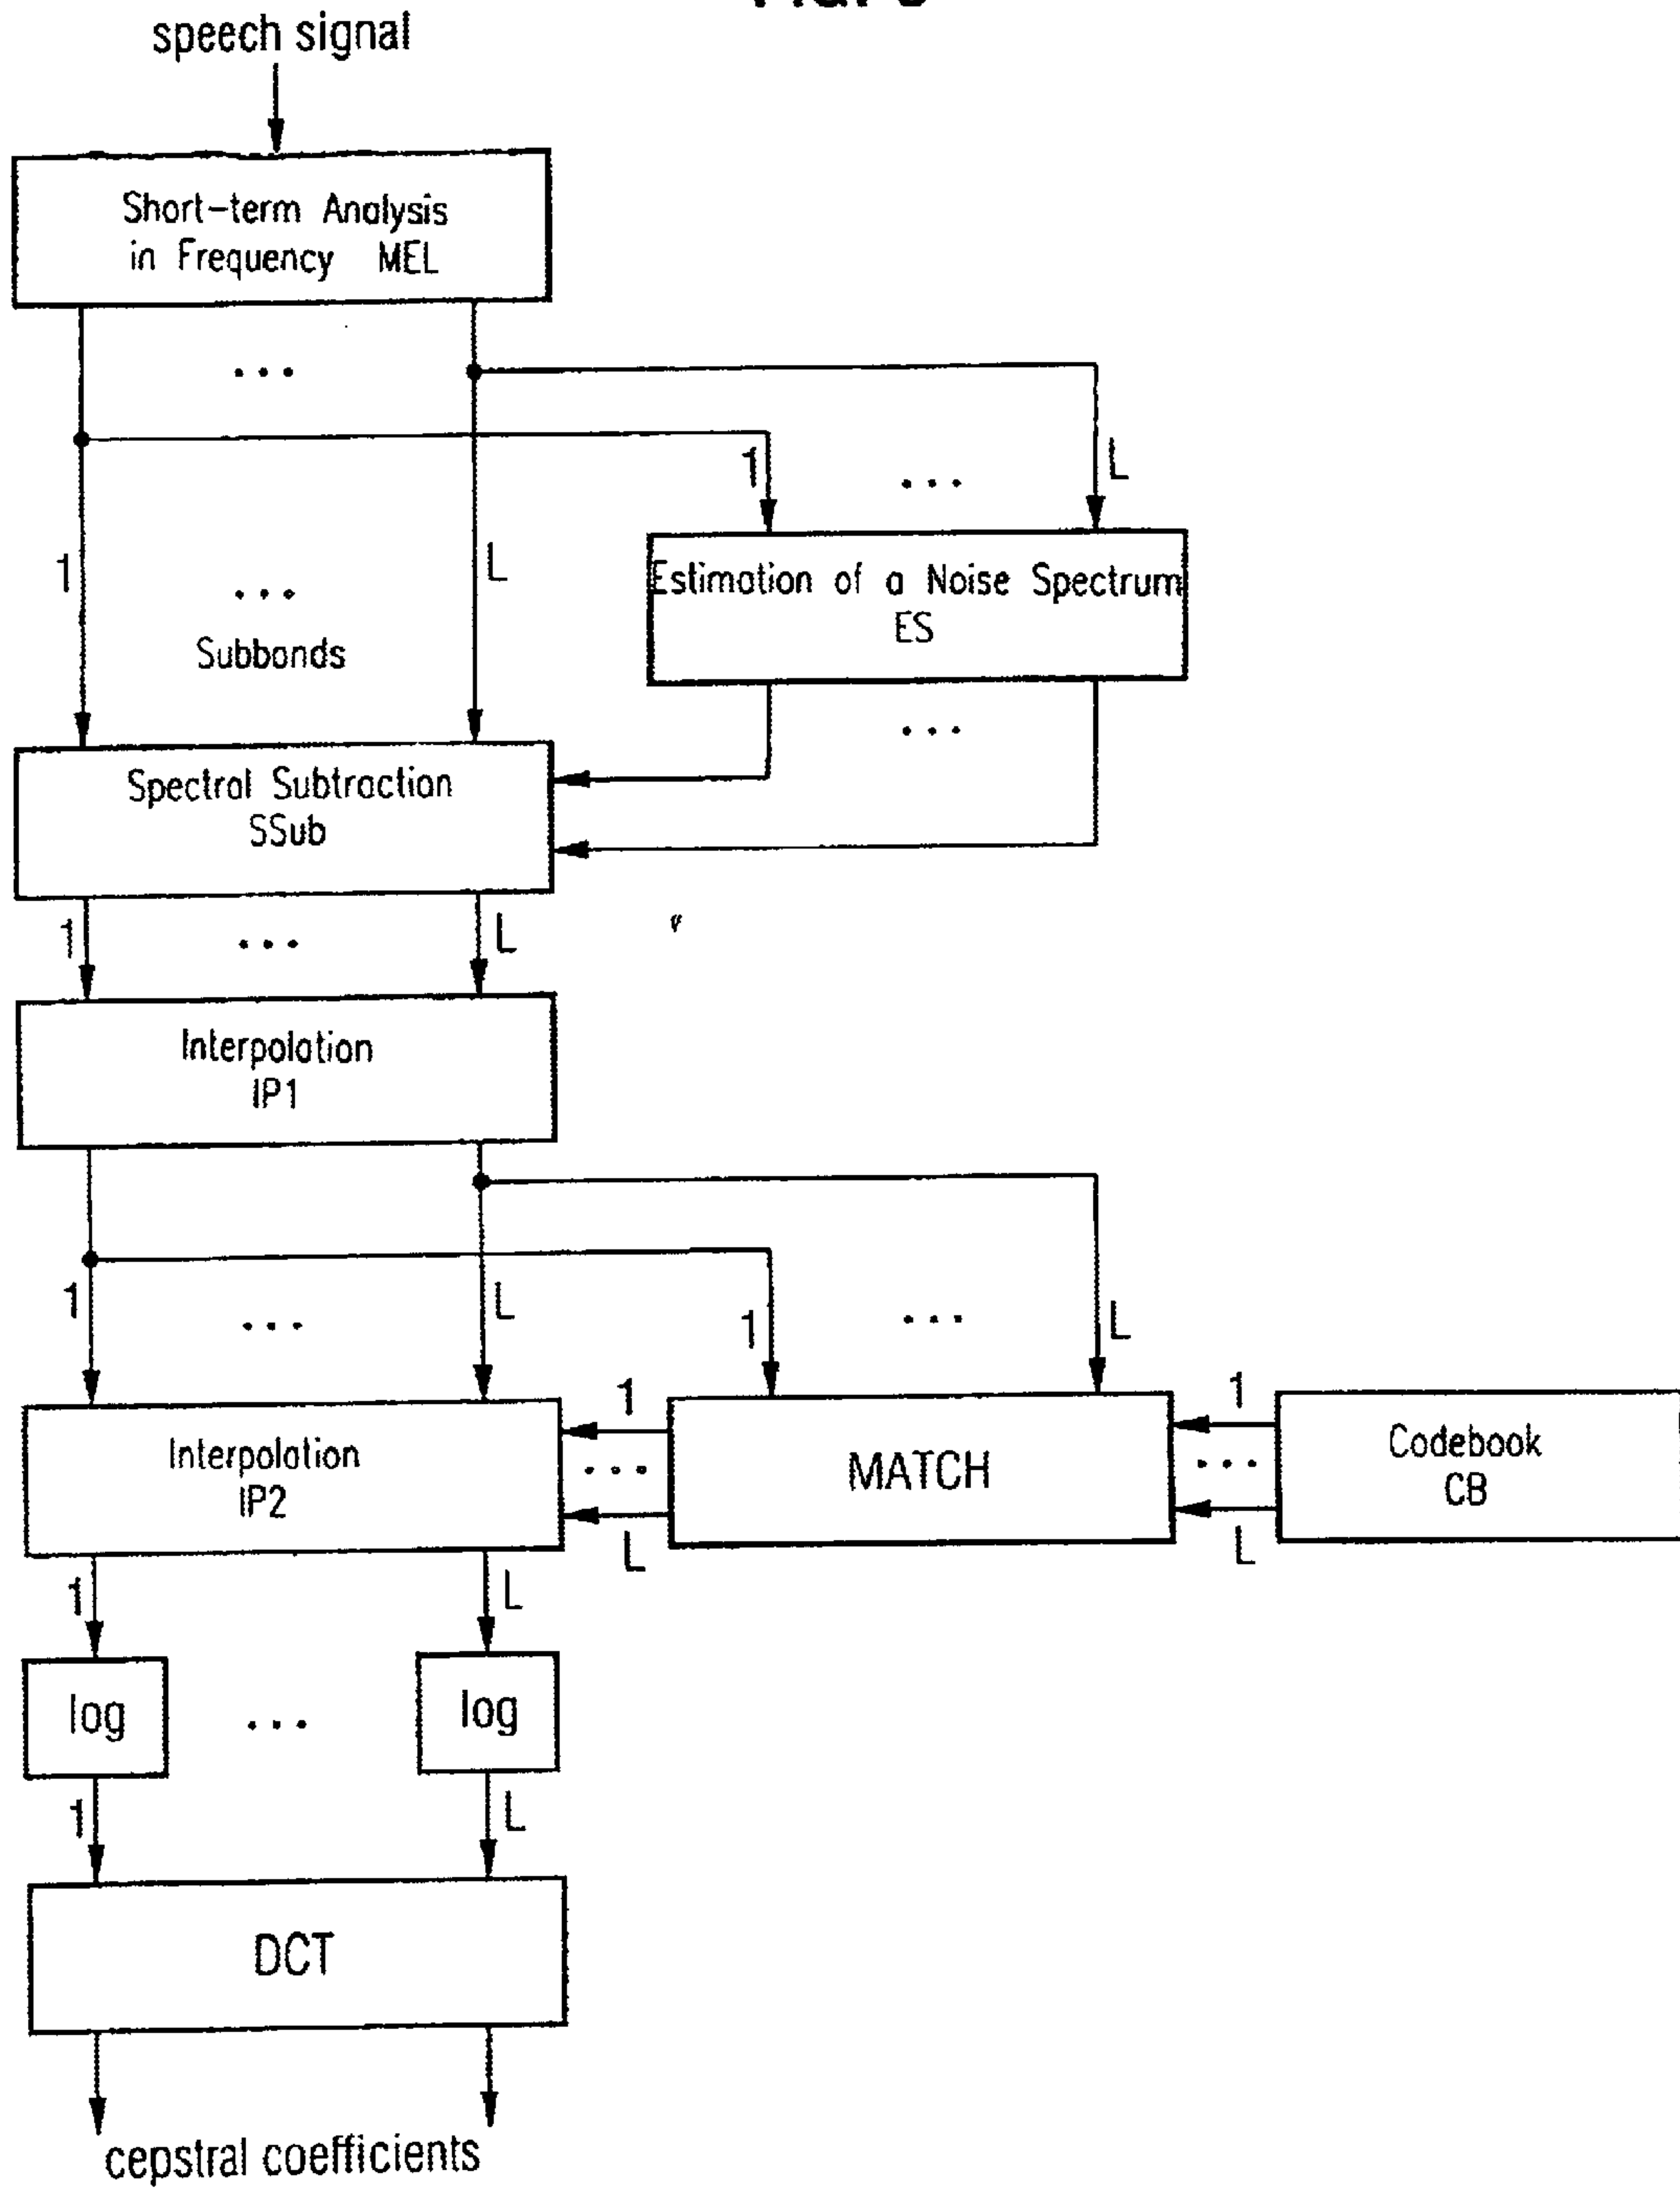 speech signal
Short-term Analysis
in Frequency MEL
...
1
...
L
1
...
L
Subbands
Estimation of a Noise Spectrum
ES
...
Spectral Subtraction
SSub
1
...
L
Interpolation
IP1
1
...
L
1
...
L
Interpolation
IP2
1
...
L
MATCH
1
...
L
Codebook
CB
1
L
log
...
log
1
L
DCT
cepstral coefficients